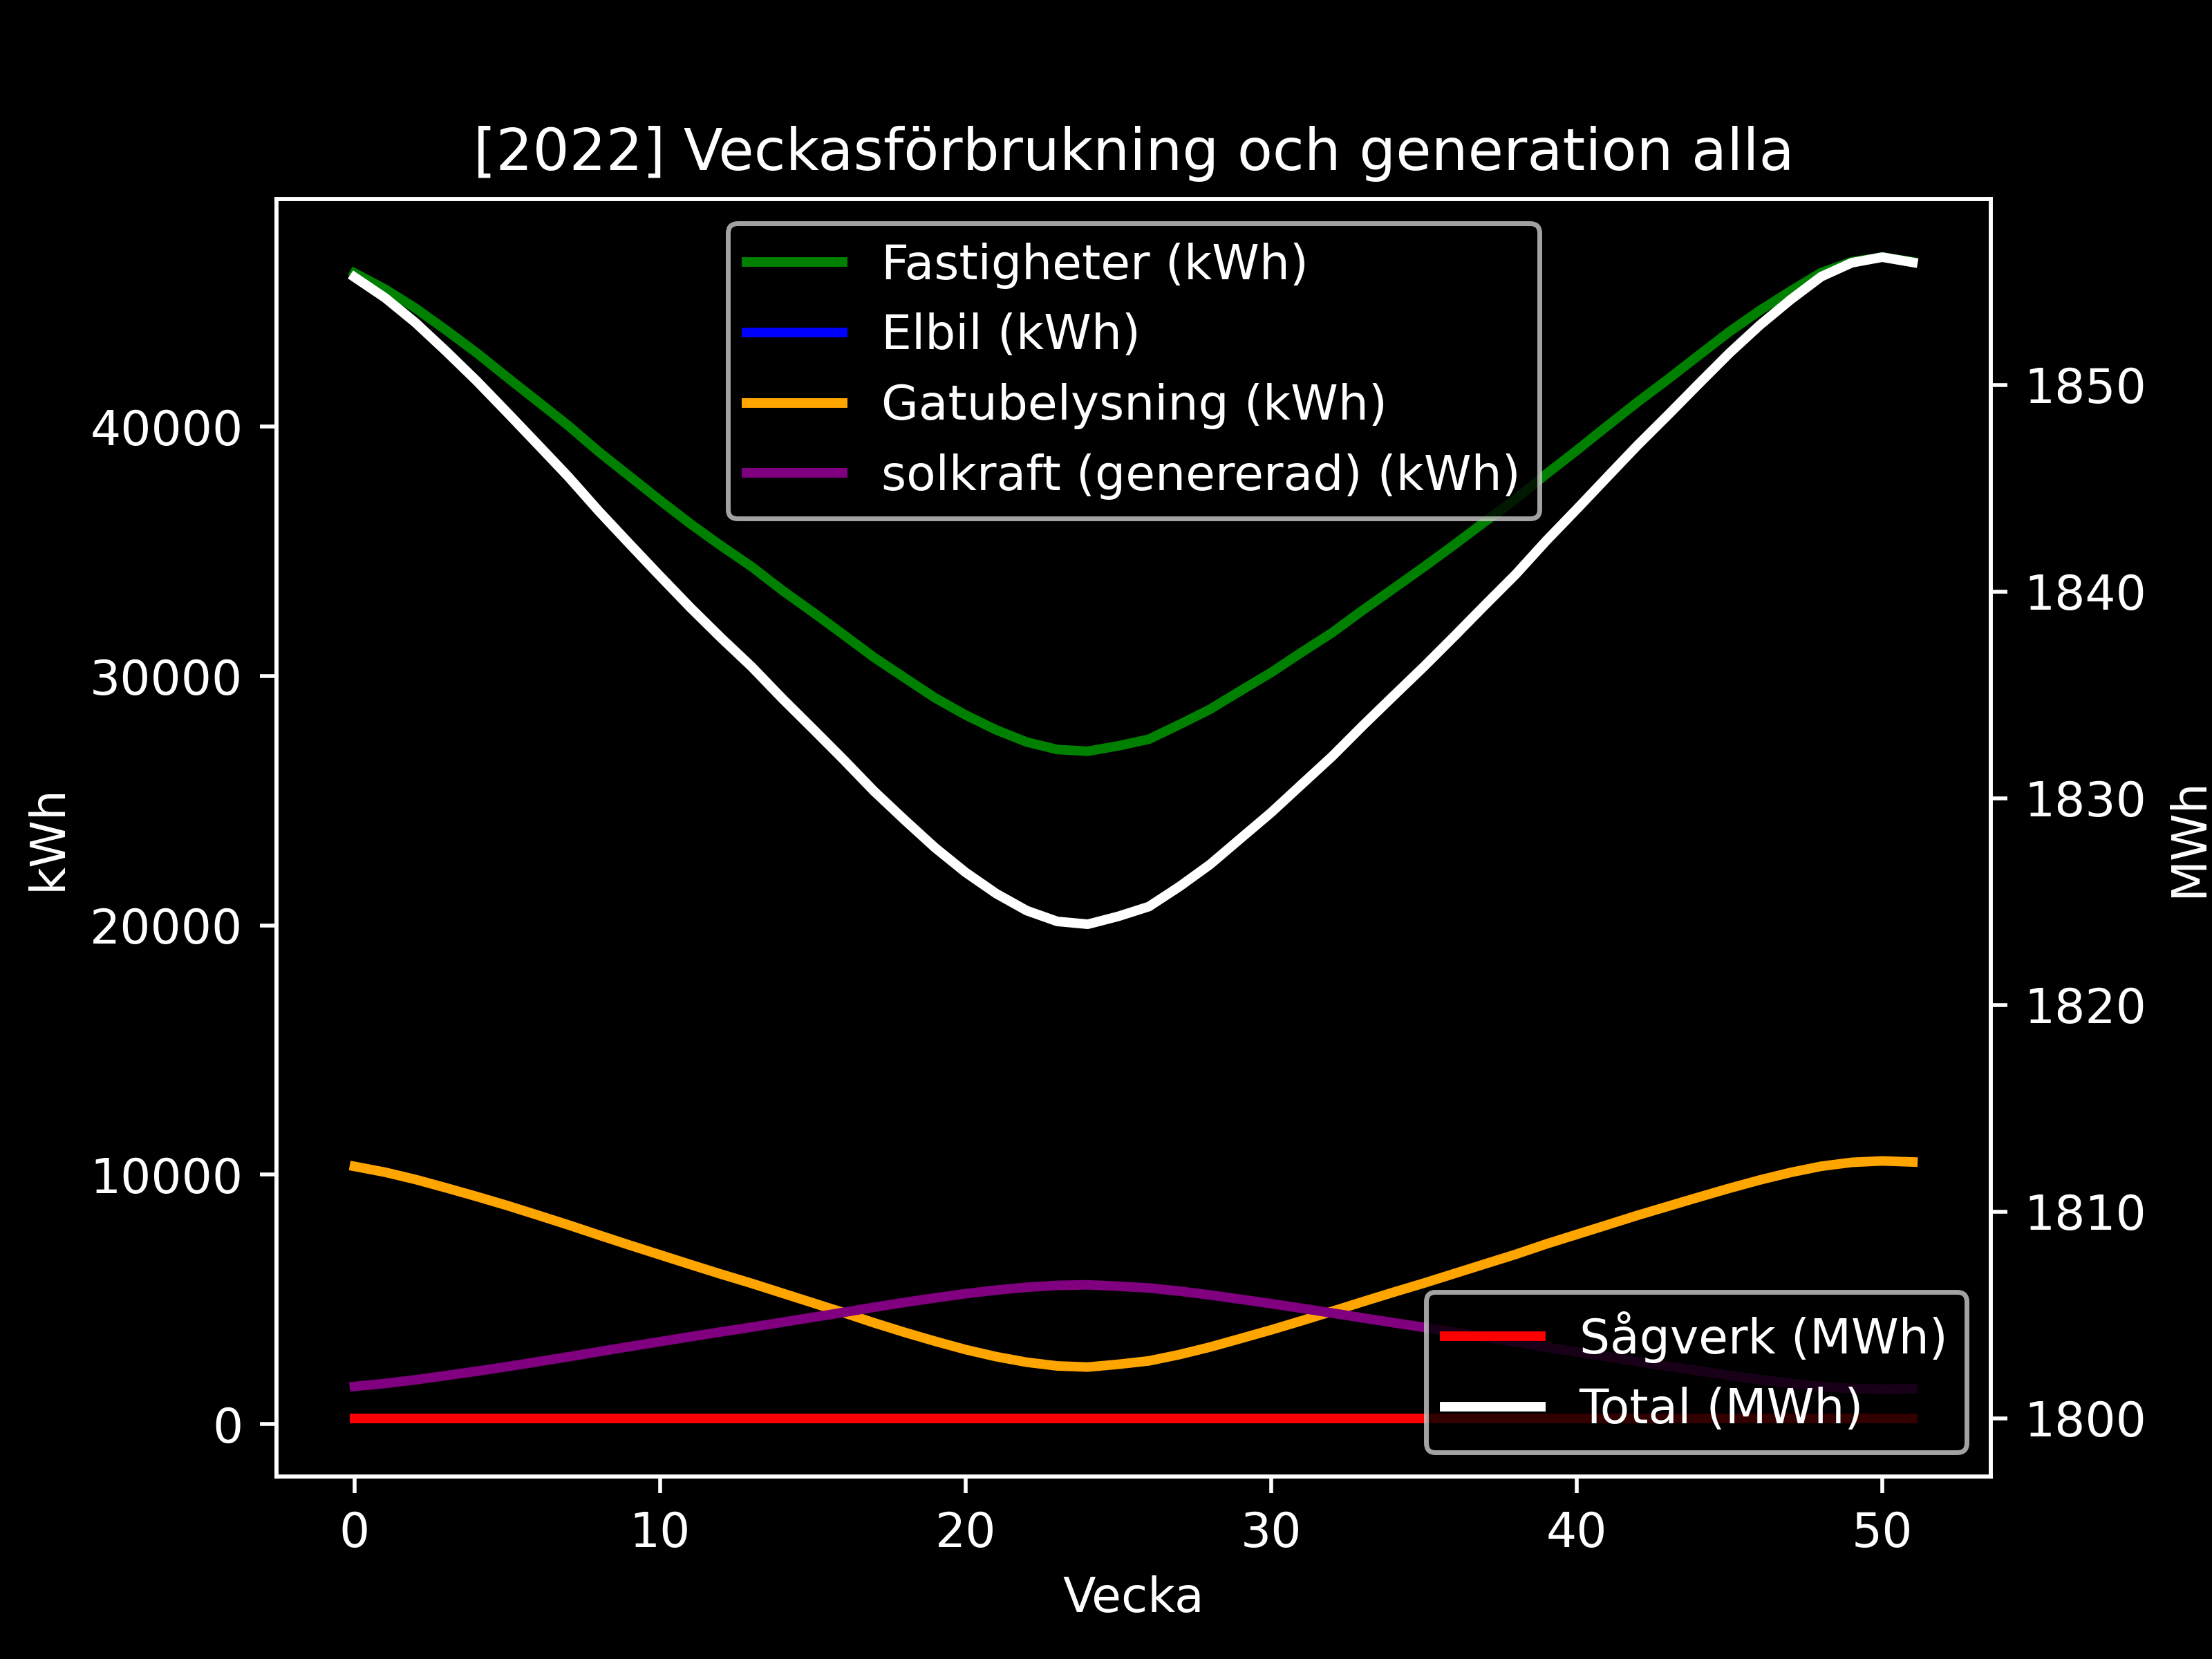 [2022] Veckasförbrukning och generation alla
Fastigheter (kWh)
Elbil (kWh)
Gatubelysning (kWh)
solkraft (genererad) (kWh)
40000
30000
20000
10000
0
kWh
1850
1840
1830
1820
1810
1800
MWh
Sågverk (MWh)
Total (MWh)
0 10 20 30 40 50
Vecka